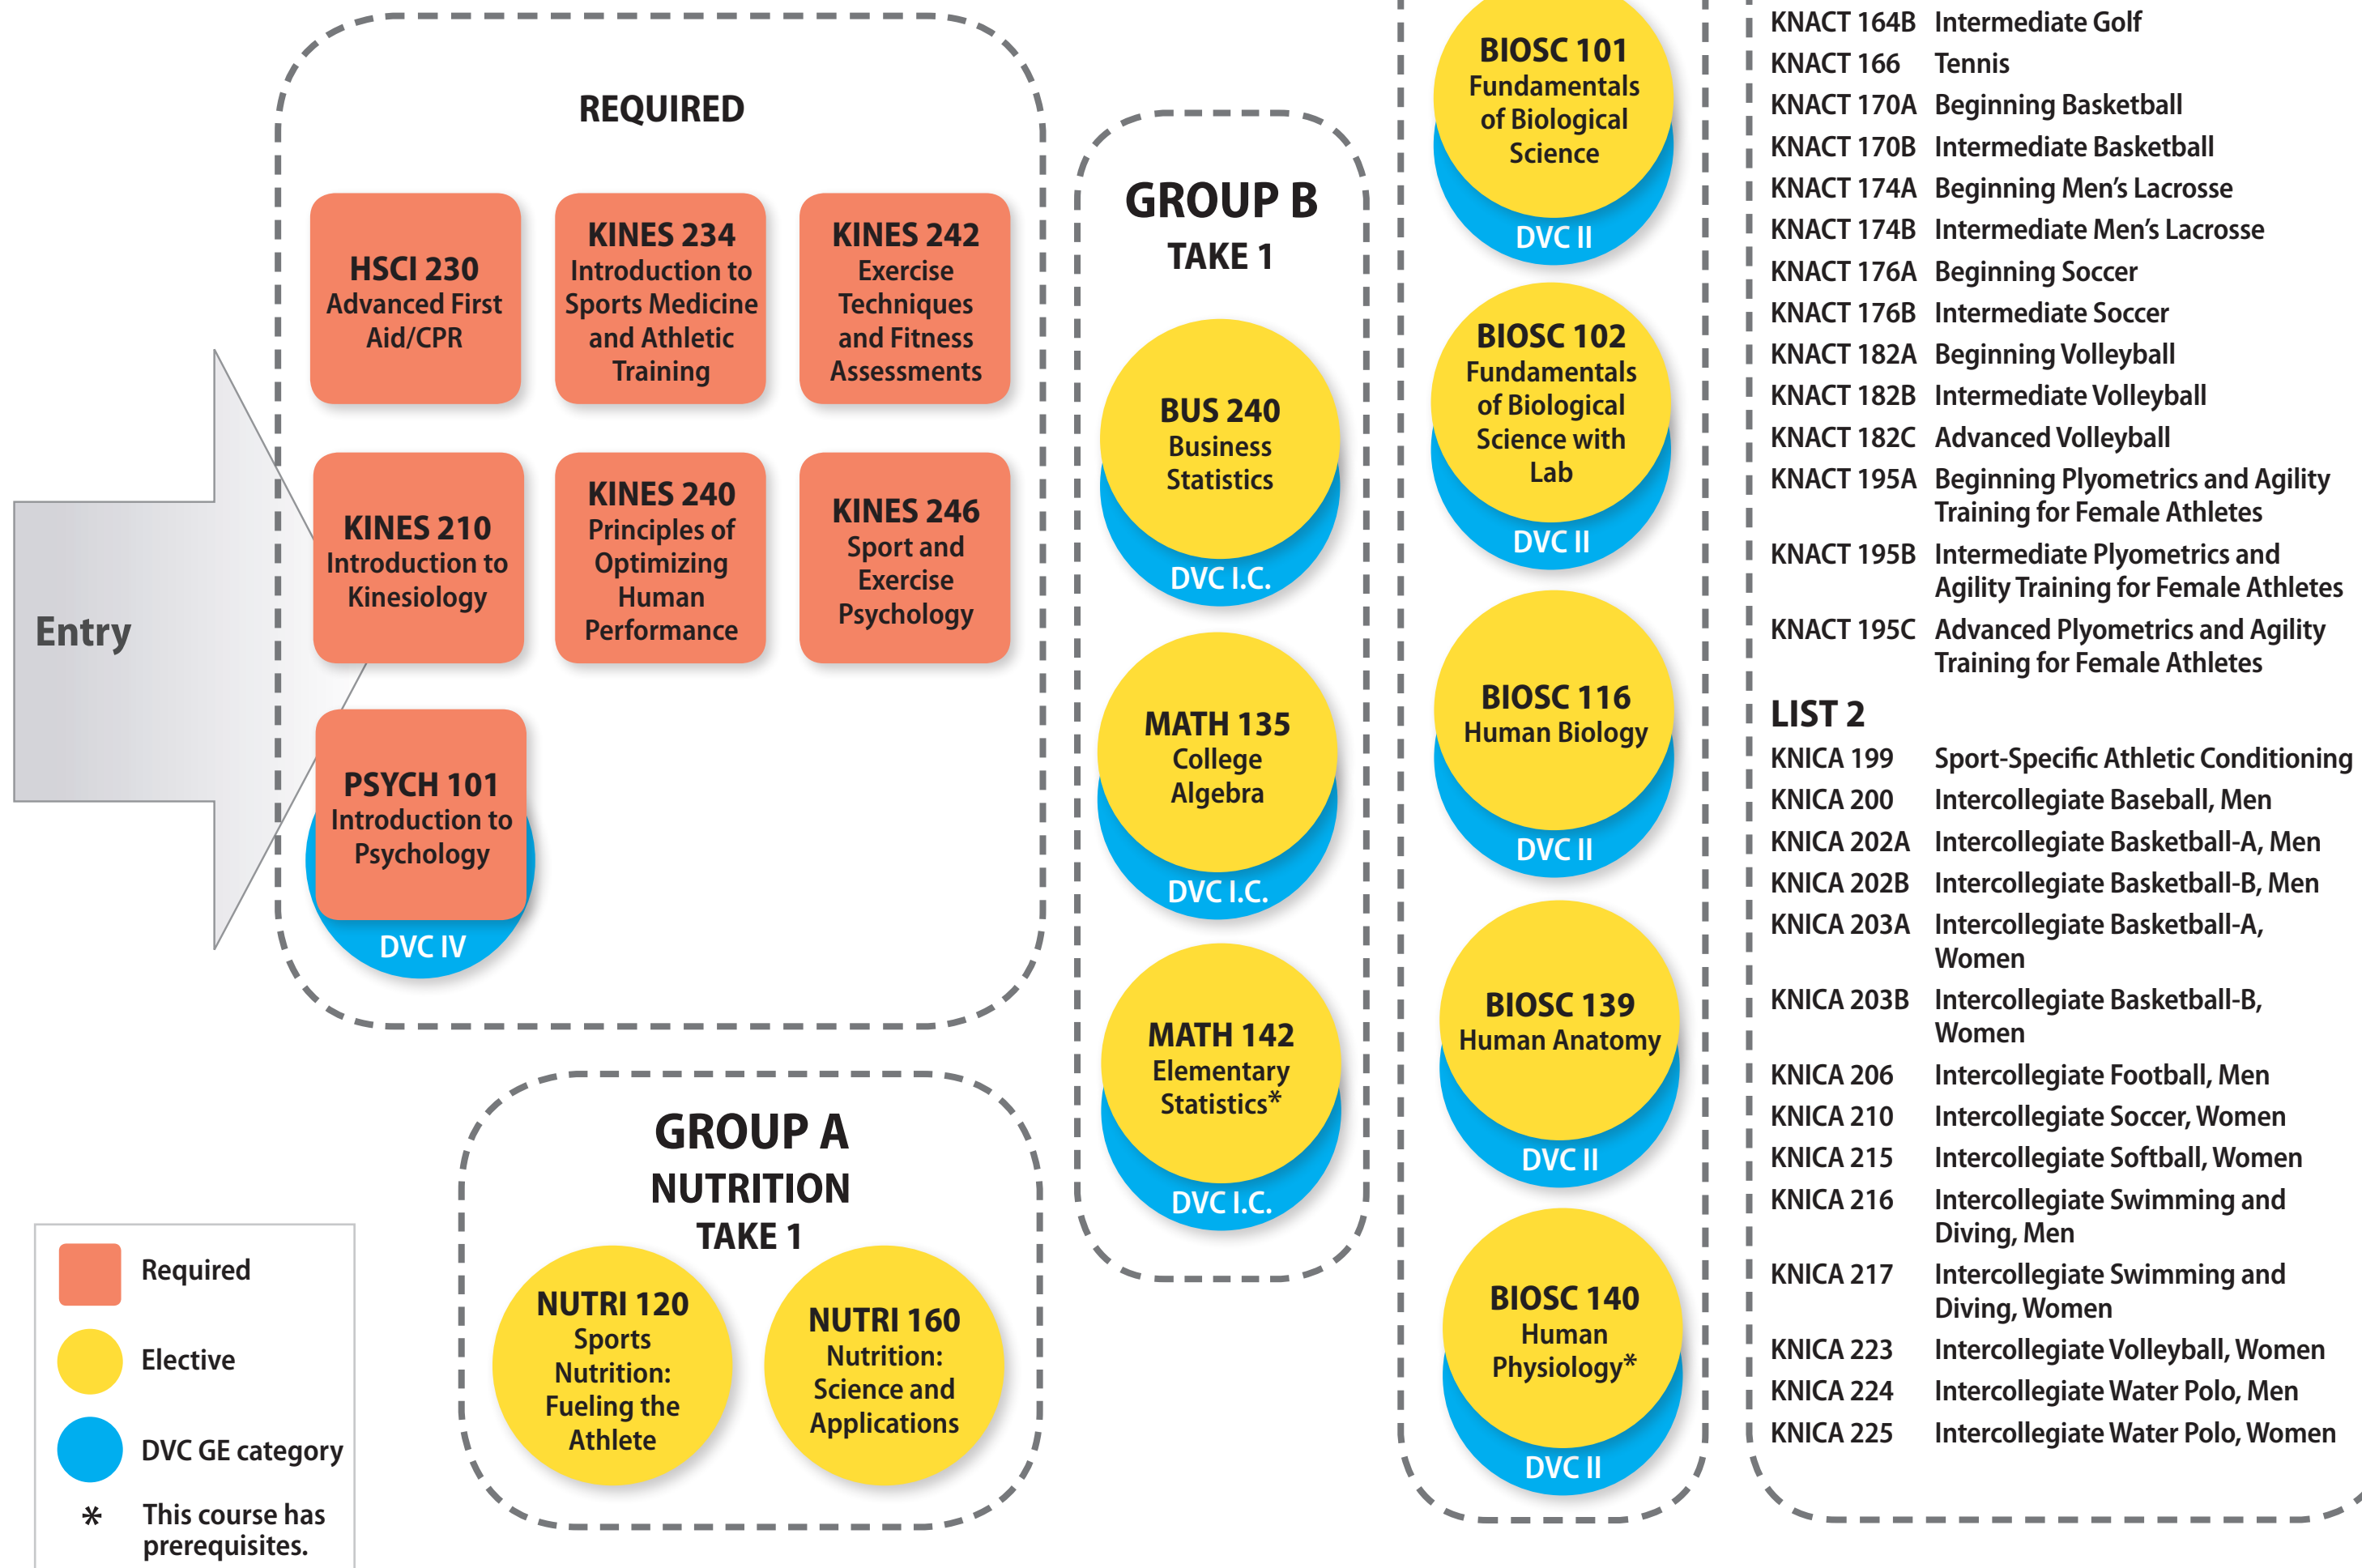 REQUIRED
HSCI 230
Advanced First
Aid/CPR
KINES 234
Introduction to
Sports Medicine
and Athletic
Training
KINES 242
Exercise
Techniques
and Fitness
Assessments
Entry
KINES 210
Introduction to
Kinesiology
KINES 240
Principles of
Optimizing
Human
Performance
KINES 246
Sport and
Exercise
Psychology
PSYCH 101
Introduction to
Psychology
DVC IV
GROUP A
NUTRITION
TAKE 1
NUTRI 120
Sports
Nutrition:
Fueling the
Athlete
NUTRI 160
Nutrition:
Science and
Applications
Required
Elective
DVC GE category
* This course has
prerequisites.
GROUP B
TAKE 1
BUS 240
Business
Statistics
DVC I.C.
MATH 135
College
Algebra
DVC I.C.
MATH 142
Elementary
Statistics*
DVC I.C.
BIOSC 101
Fundamentals
of Biological
Science
DVC II
BIOSC 102
Fundamentals
of Biological
Science with
Lab
DVC II
BIOSC 116
Human Biology
DVC II
BIOSC 139
Human Anatomy
DVC II
BIOSC 140
Human
Physiology*
DVC II
KNACT 164B Intermediate Golf
KNACT 166 Tennis
KNACT 170A Beginning Basketball
KNACT 170B Intermediate Basketball
KNACT 174A Beginning Men's Lacrosse
KNACT 174B Intermediate Men's Lacrosse
KNACT 176A Beginning Soccer
KNACT 176B Intermediate Soccer
KNACT 182A Beginning Volleyball
KNACT 182B Intermediate Volleyball
KNACT 182C Advanced Volleyball
KNACT 195A Beginning Plyometrics and Agility
Training for Female Athletes
KNACT 195B Intermediate Plyometrics and
Agility Training for Female Athletes
KNACT 195C Advanced Plyometrics and Agility
Training for Female Athletes
LIST 2
KNICA 199 Sport-Specific Athletic Conditioning
KNICA 200 Intercollegiate Baseball, Men
KNICA 202A Intercollegiate Basketball-A, Men
KNICA 202B Intercollegiate Basketball-B, Men
KNICA 203A Intercollegiate Basketball-A,
Women
KNICA 203B Intercollegiate Basketball-B,
Women
KNICA 206 Intercollegiate Football, Men
KNICA 210 Intercollegiate Soccer, Women
KNICA 215 Intercollegiate Softball, Women
KNICA 216 Intercollegiate Swimming and
Diving, Men
KNICA 217 Intercollegiate Swimming and
Diving, Women
KNICA 223 Intercollegiate Volleyball, Women
KNICA 224 Intercollegiate Water Polo, Men
KNICA 225 Intercollegiate Water Polo, Women